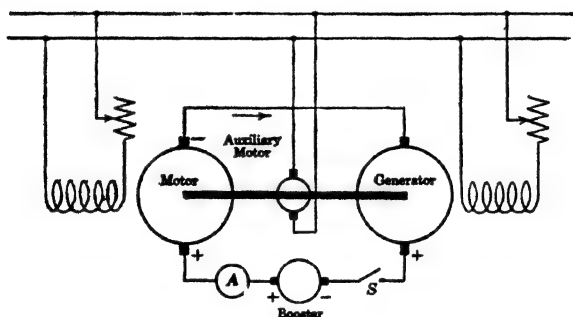 −
Auxiliary
Motor
Motor
Generator
+
+
A
+
−
S
Booster